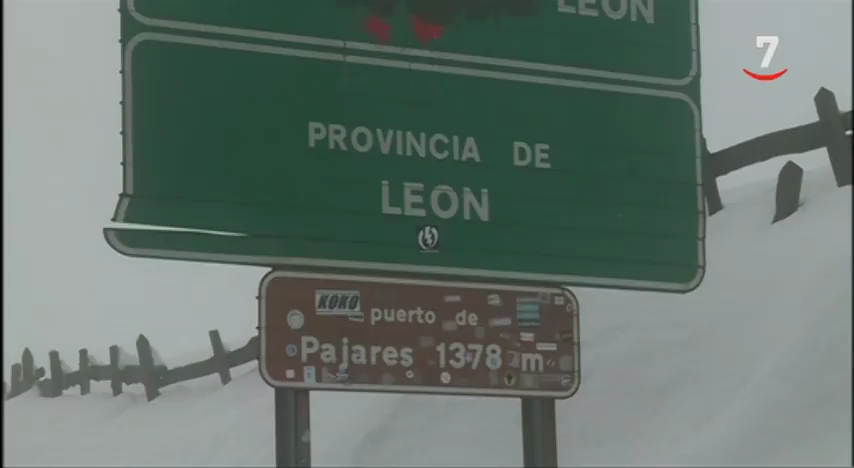 LEON
7
PROVINCIA DE
LEON
KOKO
puerto de
Pajares 1378 m